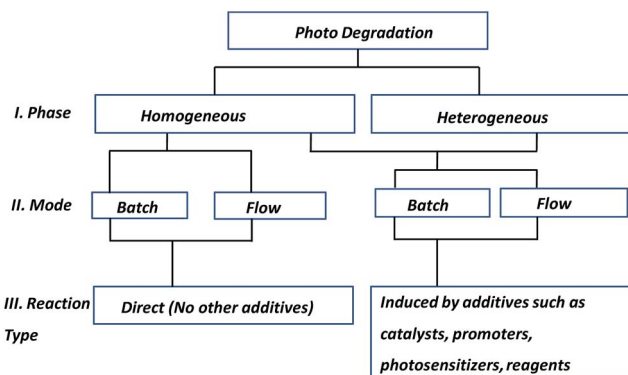 Photo Degradation
I. Phase
Homogeneous
Heterogeneous
II. Mode
Batch
Flow
Batch
Flow
III. Reaction
Type
Direct (No other additives)
Induced by additives such as
catalysts, promoters,
photosensitizers, reagents